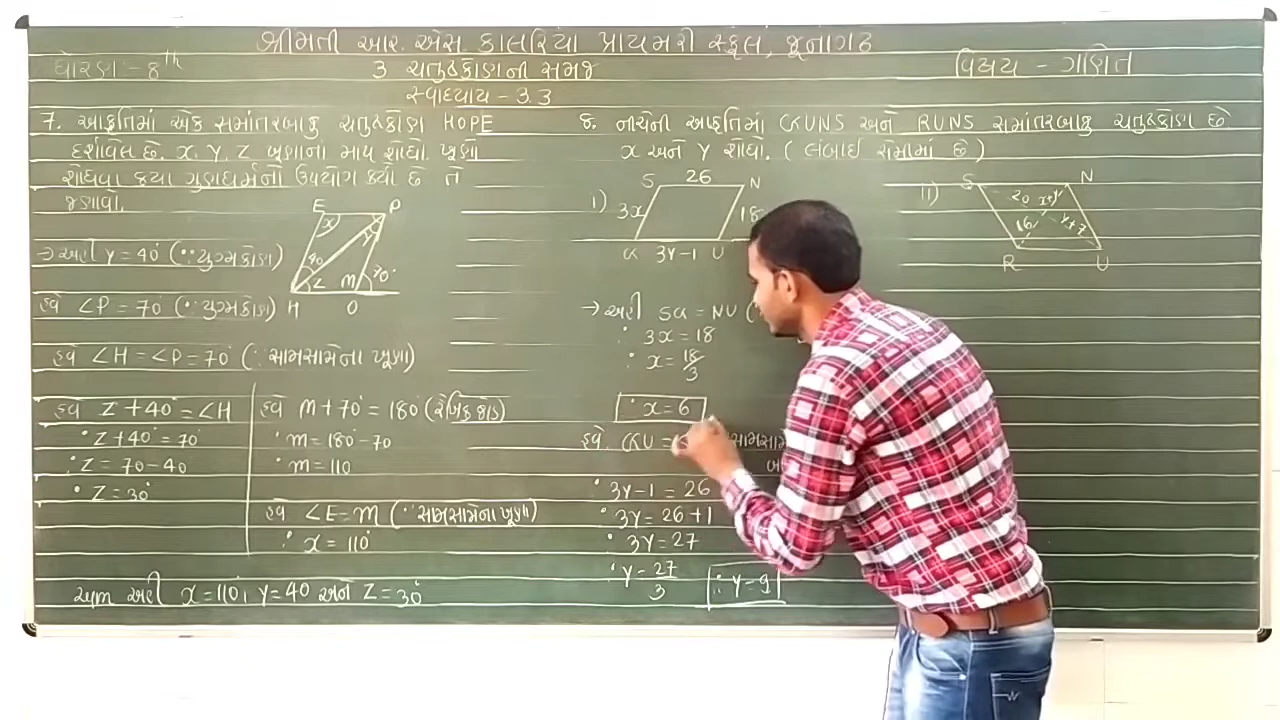 શ્રીમતી આર. એસ. કાલરિયા પ્રાયમરી સ્કૂલ, જૂનાગઢ
ધોરણ:- 8th
3 ચતુષ્કોણની સમજ
વિષય - ગણિત
સ્વાધ્યાય - 3.3
7. આકૃતિમાં એક સમાંતરબાજુ ચતુષ્કોણ HOPE
દર્શાવેલ છે. x, y, z ખૂણાના માપ શોધો. ખૂણા
શોધવા કયા ગુણધર્મનો ઉપયોગ કર્યો છે તે
જણાવો.
E P
x y
40 z m 70°
H O
→ અહીં y = 40° (∵ યુગ્મકોણ)
હવે ∠P = 70° (∵ યુગ્મકોણ)
હવે ∠H = ∠P = 70° (∵ સામસામેના ખૂણા)
હવે z + 40° = ∠H
∴ z + 40° = 70°
∴ z = 70 - 40
∴ z = 30°
હવે m + 70° = 180° (રૈખિક જોડ)
∴ m = 180° - 70
∴ m = 110
હવે ∠E = m (∵ સામસામેના ખૂણા)
∴ x = 110°
આમ અહીં x = 110°, y = 40 અને z = 30°
8. નીચેની આકૃતિમાં GUNS અને RUNS સમાંતરબાજુ ચતુષ્કોણ છે
x અને y શોધો. (લંબાઈ સેમીમાં છે)
i) S 26 N
3x 18
G 3y-1 U
ii) S N
20 x+y
16 y+7
R U
→ અહીં SG = NU (
∴ 3x = 18
∴ x = 18/3
∴ x = 6
હવે. GU =
∴ 3y - 1 = 26
∴ 3y = 26 + 1
∴ 3y = 27
∴ y = 27/3
∴ y = 9